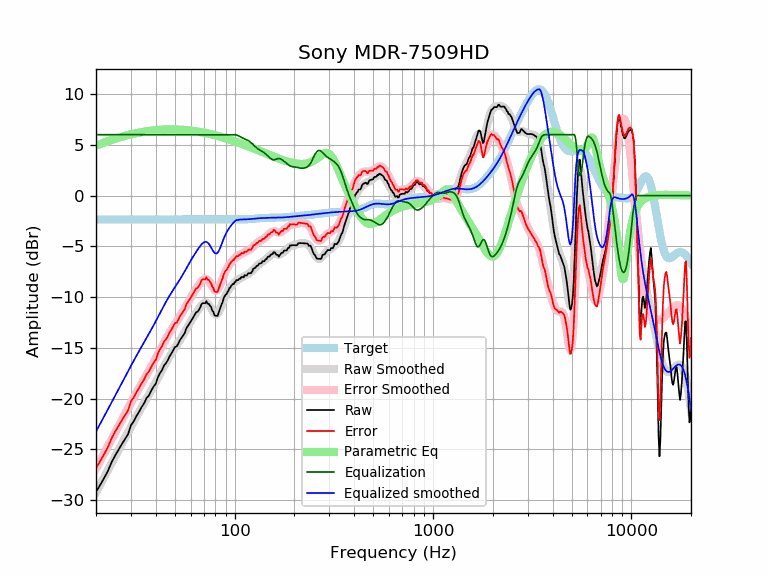 Sony MDR-7509HD
10
5
0
−5
−10
−15
−20
−25
−30
Amplitude (dBr)
Target
Raw Smoothed
Error Smoothed
Raw
Error
Parametric Eq
Equalization
Equalized smoothed
100
1000
10000
Frequency (Hz)